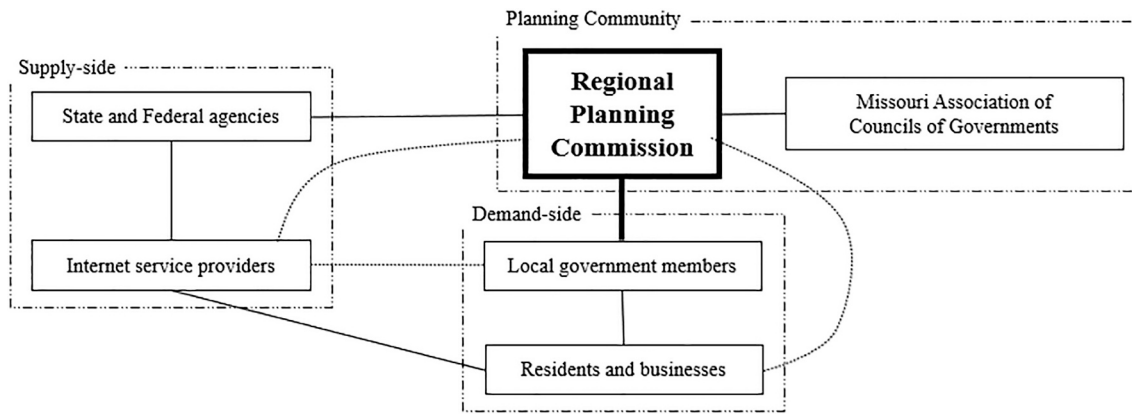 Planning Community
Supply-side
State and Federal agencies
Regional
Planning
Commission
Missouri Association of
Councils of Governments
Demand-side
Internet service providers
Local government members
Residents and businesses